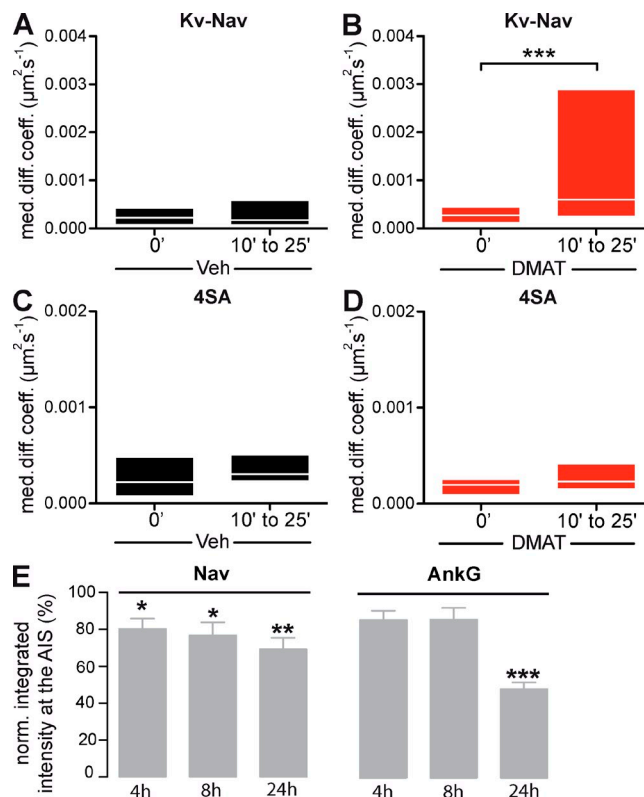 A
Kv-Nav
med.diff. coeff. (µm².s⁻¹)
0.004
0.003
0.002
0.001
0.000
0'
10' to 25'
Veh
B
Kv-Nav
med.diff. coeff. (µm².s⁻¹)
0.004
0.003
0.002
0.001
0.000
***
0'
10' to 25'
DMAT
C
4SA
med.diff. coeff. (µm².s⁻¹)
0.002
0.001
0.000
0'
10' to 25'
Veh
D
4SA
med.diff. coeff. (µm².s⁻¹)
0.002
0.001
0.000
0'
10' to 25'
DMAT
E
norm. integrated
intensity at the AIS (%)
100
80
60
40
20
0
Nav
* * **
4h 8h 24h
AnkG
***
4h 8h 24h